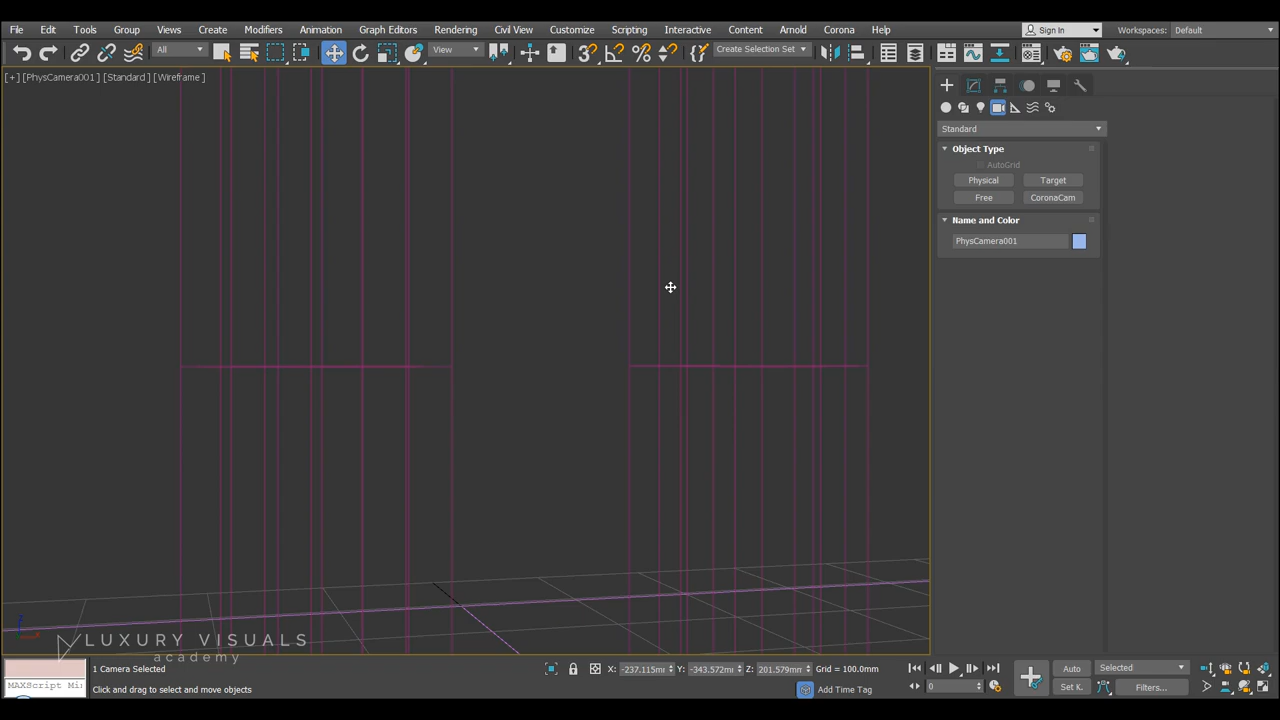 File Edit Tools Group Views Create Modifiers Animation Graph Editors Rendering Civil View Customize Scripting Interactive Content Arnold Corona Help Sign In Workspaces: Default
All View Create Selection Set
[+] [PhysCamera001 ] [Standard ] [Wireframe ]
Standard
Object Type
AutoGrid
Physical Target
Free CoronaCam
Name and Color
PhysCamera001
LUXURY VISUALS
academy
1 Camera Selected X: -237.115mm Y: -343.572mm Z: 201.579mm Grid = 100.0mm Auto Selected
MAXScript Mi Click and drag to select and move objects Add Time Tag 0 Set K. Filters...